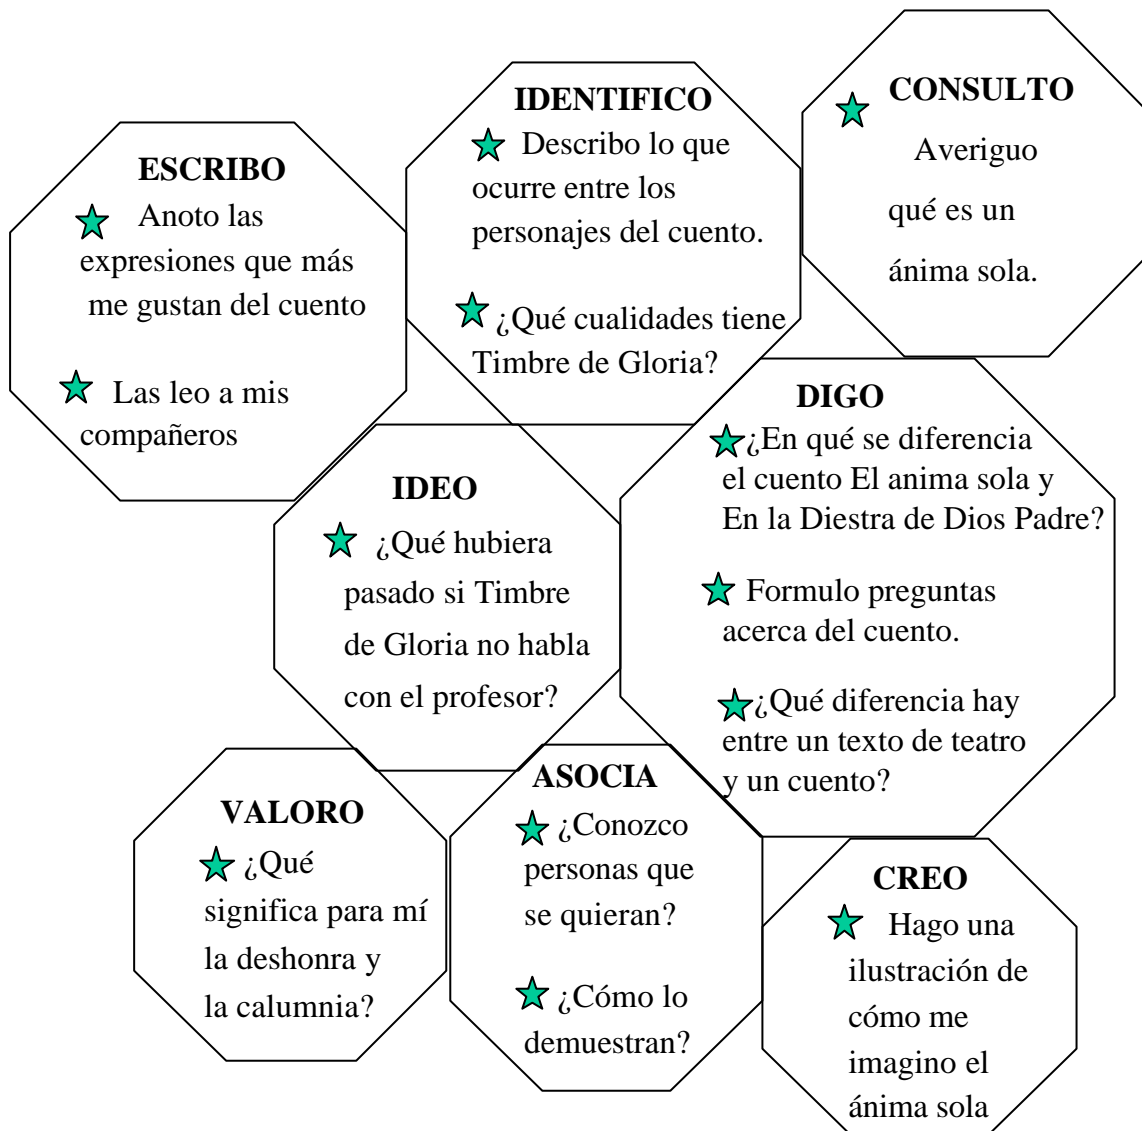 ESCRIBO
Anoto las
expresiones que más
me gustan del cuento
Las leo a mis
compañeros
IDENTIFICO
Describo lo que
ocurre entre los
personajes del cuento.
¿Qué cualidades tiene
Timbre de Gloria?
CONSULTO
Averiguo
qué es un
ánima sola.
IDEO
¿Qué hubiera
pasado si Timbre
de Gloria no habla
con el profesor?
DIGO
¿En qué se diferencia
el cuento El anima sola y
En la Diestra de Dios Padre?
Formulo preguntas
acerca del cuento.
¿Qué diferencia hay
entre un texto de teatro
y un cuento?
VALORO
¿Qué
significa para mí
la deshonra y
la calumnia?
ASOCIA
¿Conozco
personas que
se quieran?
¿Cómo lo
demuestran?
CREO
Hago una
ilustración de
cómo me
imagino el
ánima sola